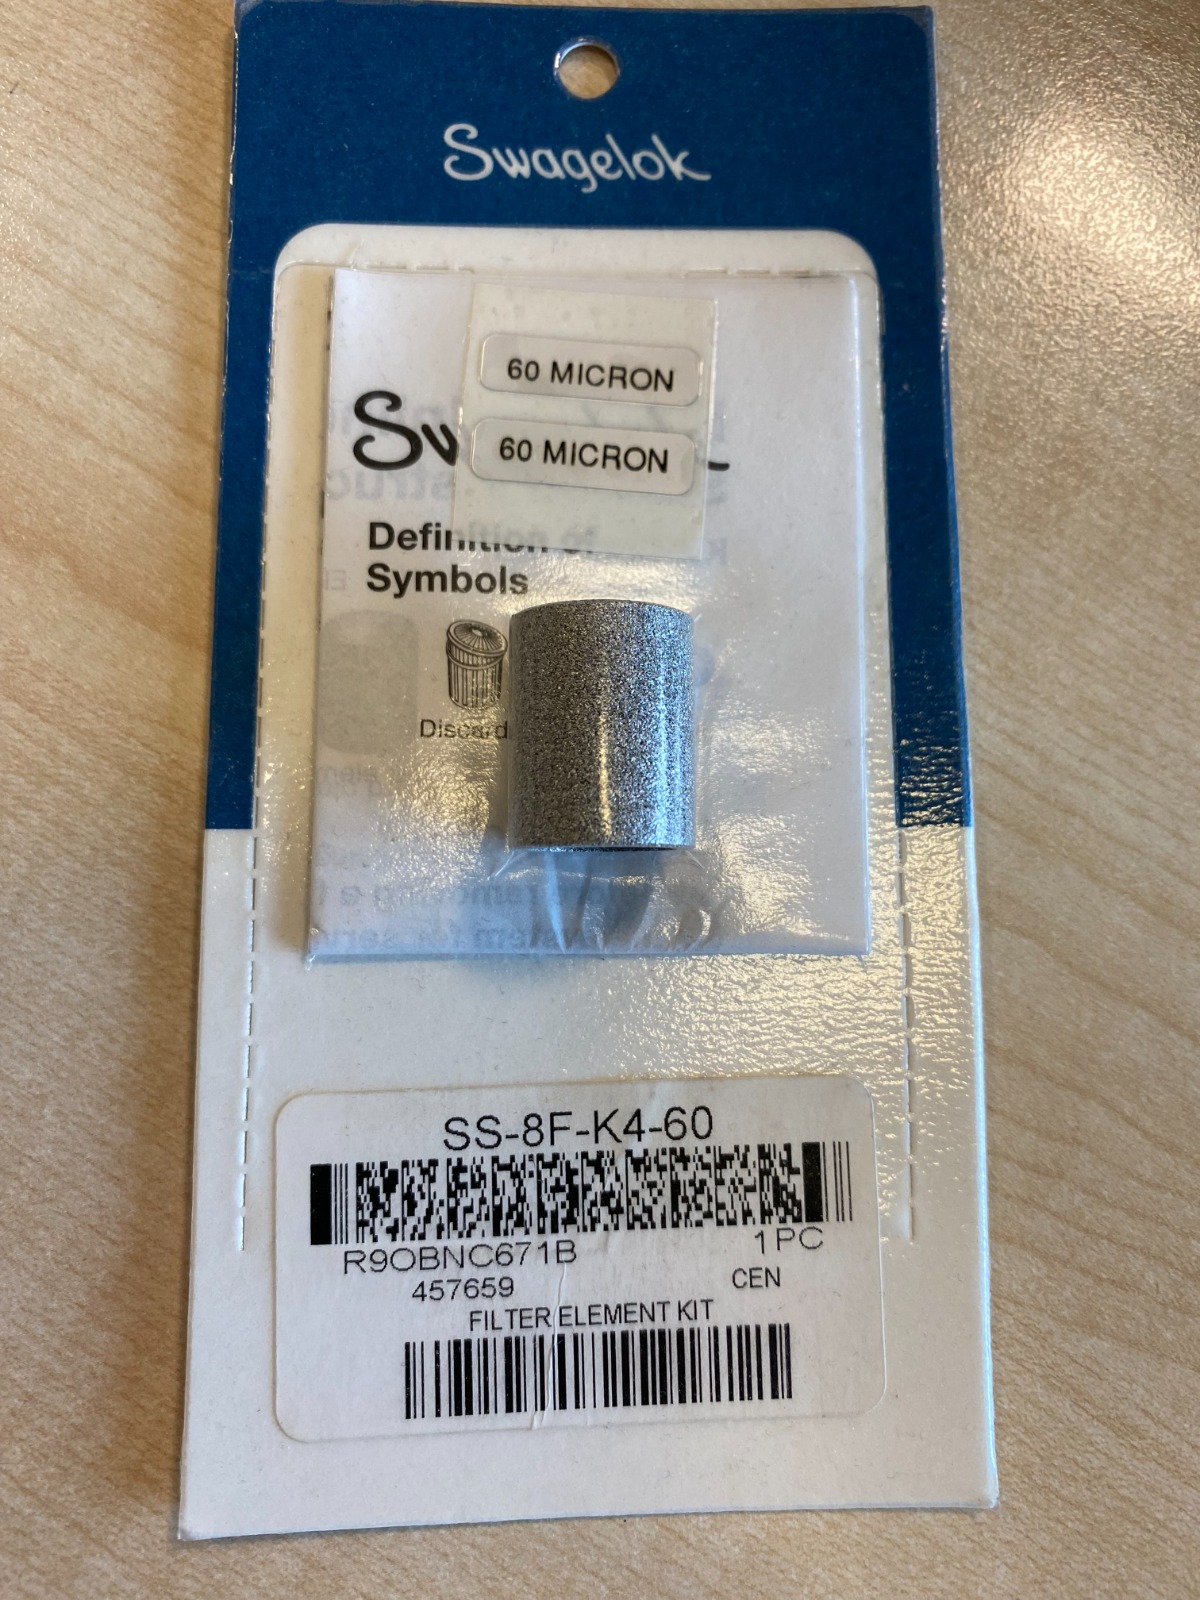 Swagelok
60 MICRON
60 MICRON
Definition of
Symbols
Discard
SS-8F-K4-60
R9OBNC671B 1PC
457659 CEN
FILTER ELEMENT KIT